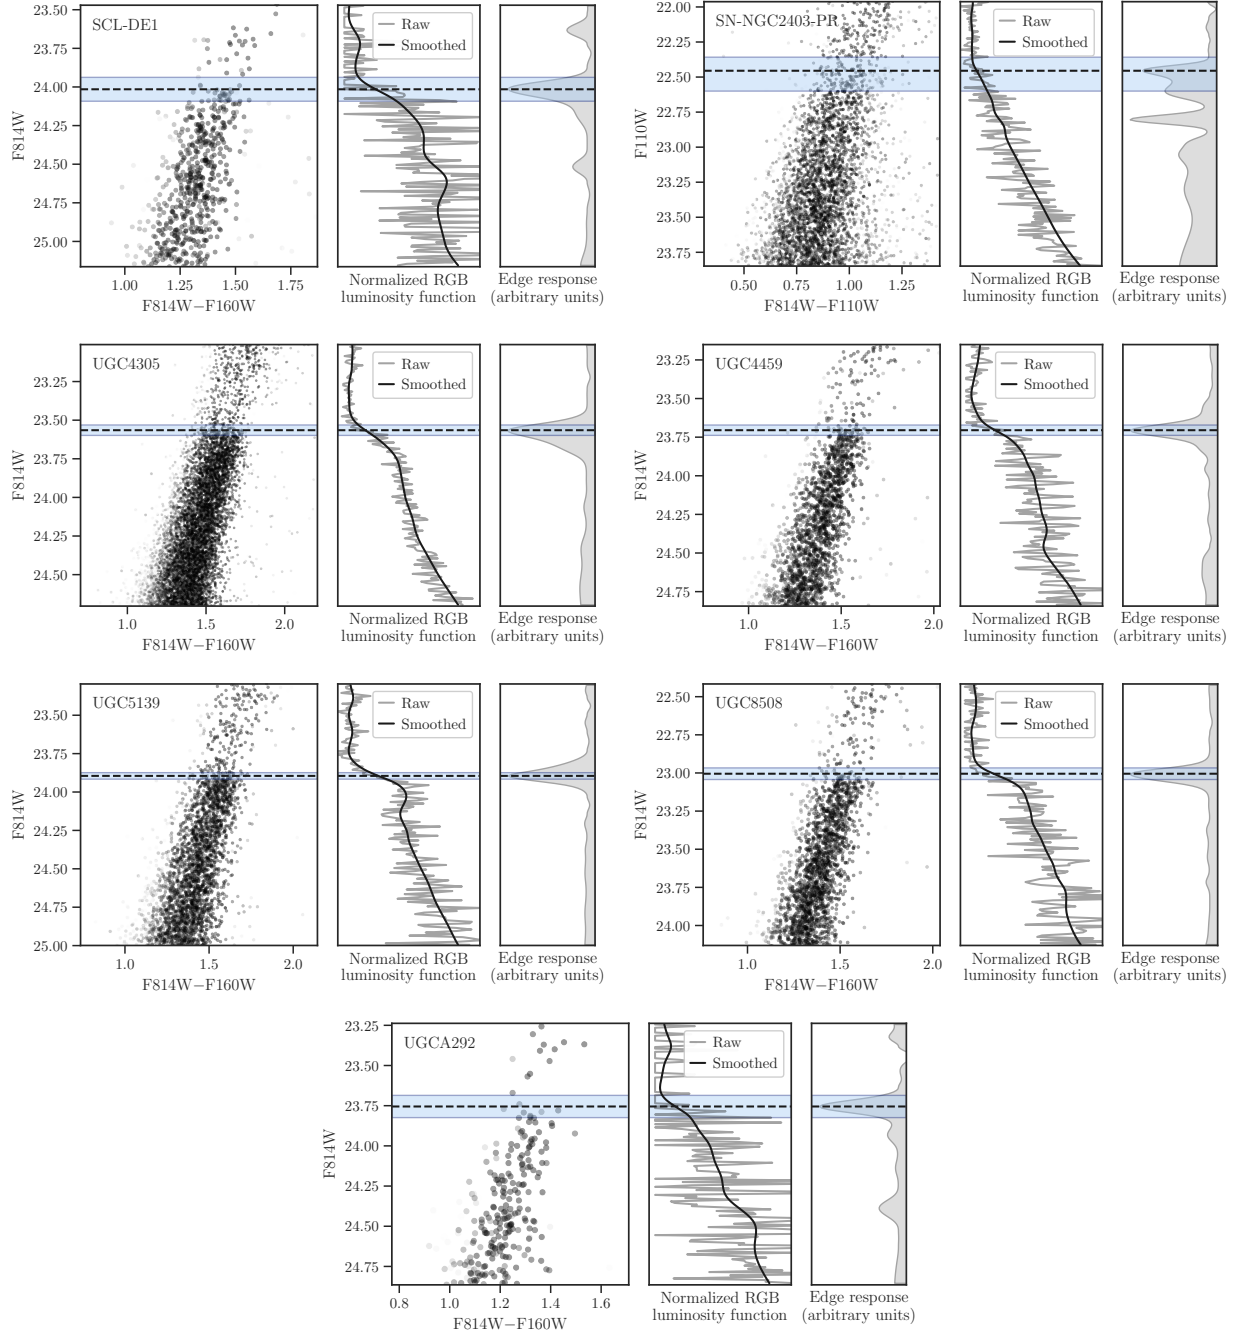 SCL-DE1
Raw
Smoothed
23.50
23.75
24.00
24.25
24.50
24.75
25.00
F814W
1.00
1.25
1.50
1.75
F814W−F160W
Normalized RGB
luminosity function
Edge response
(arbitrary units)
SN-NGC2403-PR
Raw
Smoothed
22.00
22.25
22.50
22.75
23.00
23.25
23.50
23.75
F110W
0.50
0.75
1.00
1.25
F814W−F110W
Normalized RGB
luminosity function
Edge response
(arbitrary units)
UGC4305
Raw
Smoothed
23.25
23.50
23.75
24.00
24.25
24.50
F814W
1.0
1.5
2.0
F814W−F160W
Normalized RGB
luminosity function
Edge response
(arbitrary units)
UGC4459
Raw
Smoothed
23.25
23.50
23.75
24.00
24.25
24.50
24.75
F814W
1.0
1.5
2.0
F814W−F160W
Normalized RGB
luminosity function
Edge response
(arbitrary units)
UGC5139
Raw
Smoothed
23.50
23.75
24.00
24.25
24.50
24.75
25.00
F814W
1.0
1.5
2.0
F814W−F160W
Normalized RGB
luminosity function
Edge response
(arbitrary units)
UGC8508
Raw
Smoothed
22.50
22.75
23.00
23.25
23.50
23.75
24.00
F814W
1.0
1.5
2.0
F814W−F160W
Normalized RGB
luminosity function
Edge response
(arbitrary units)
UGCA292
Raw
Smoothed
23.25
23.50
23.75
24.00
24.25
24.50
24.75
F814W
0.8
1.0
1.2
1.4
1.6
F814W−F160W
Normalized RGB
luminosity function
Edge response
(arbitrary units)